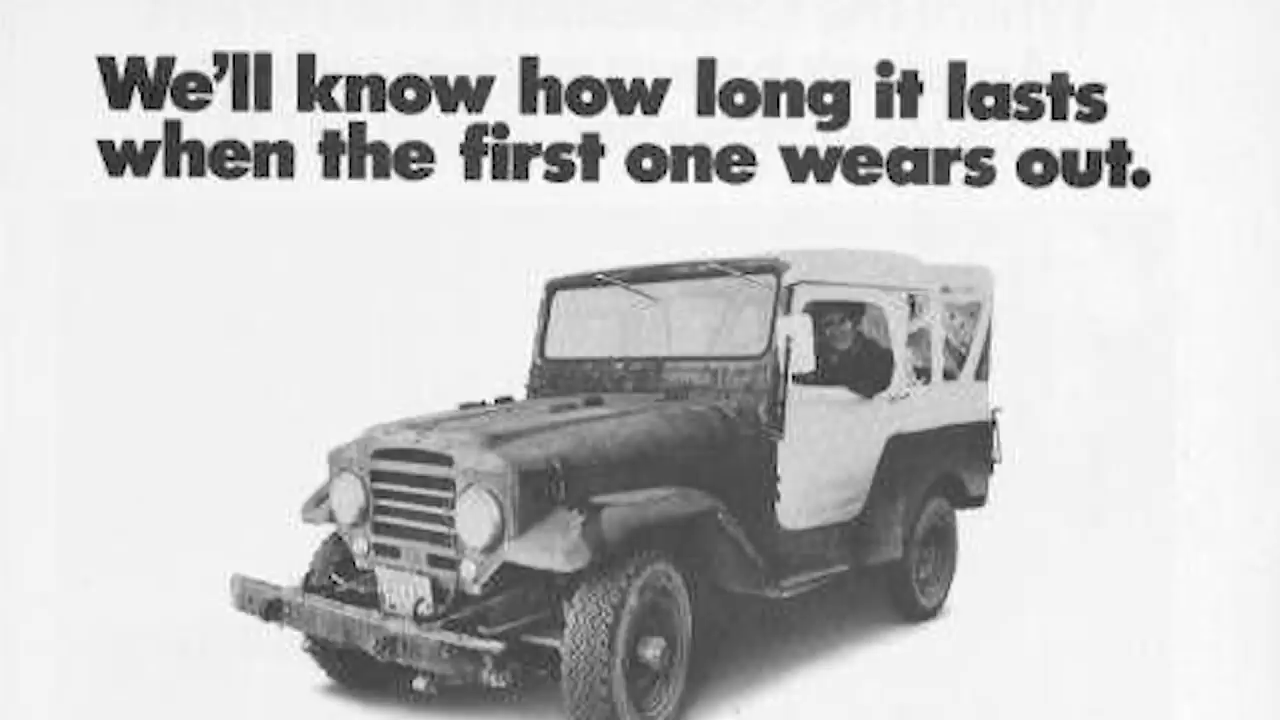 We'll know how long it lasts
when the first one wears out.